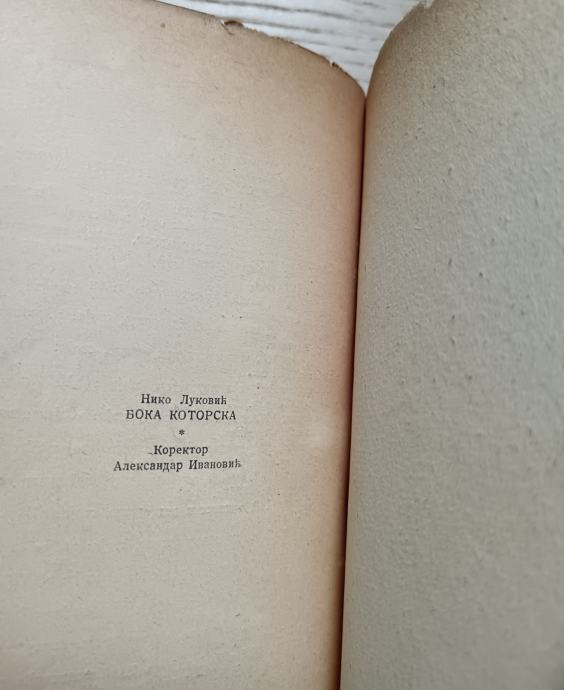 Нико Луковић
БОКА КОТОРСКА
*
Коректор
Александар Ивановић